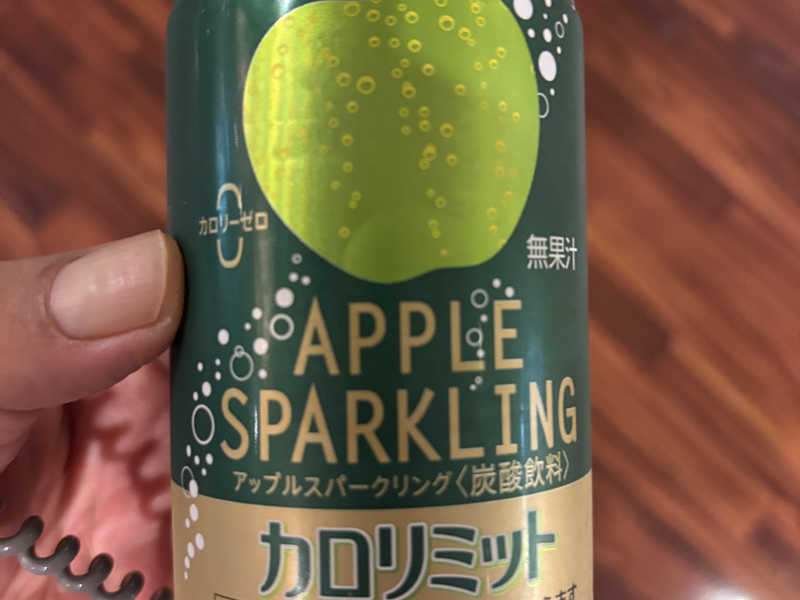 カロリーゼロ
0
無果汁
APPLE
SPARKLING
アップルスパークリング〈炭酸飲料〉
カロリミット